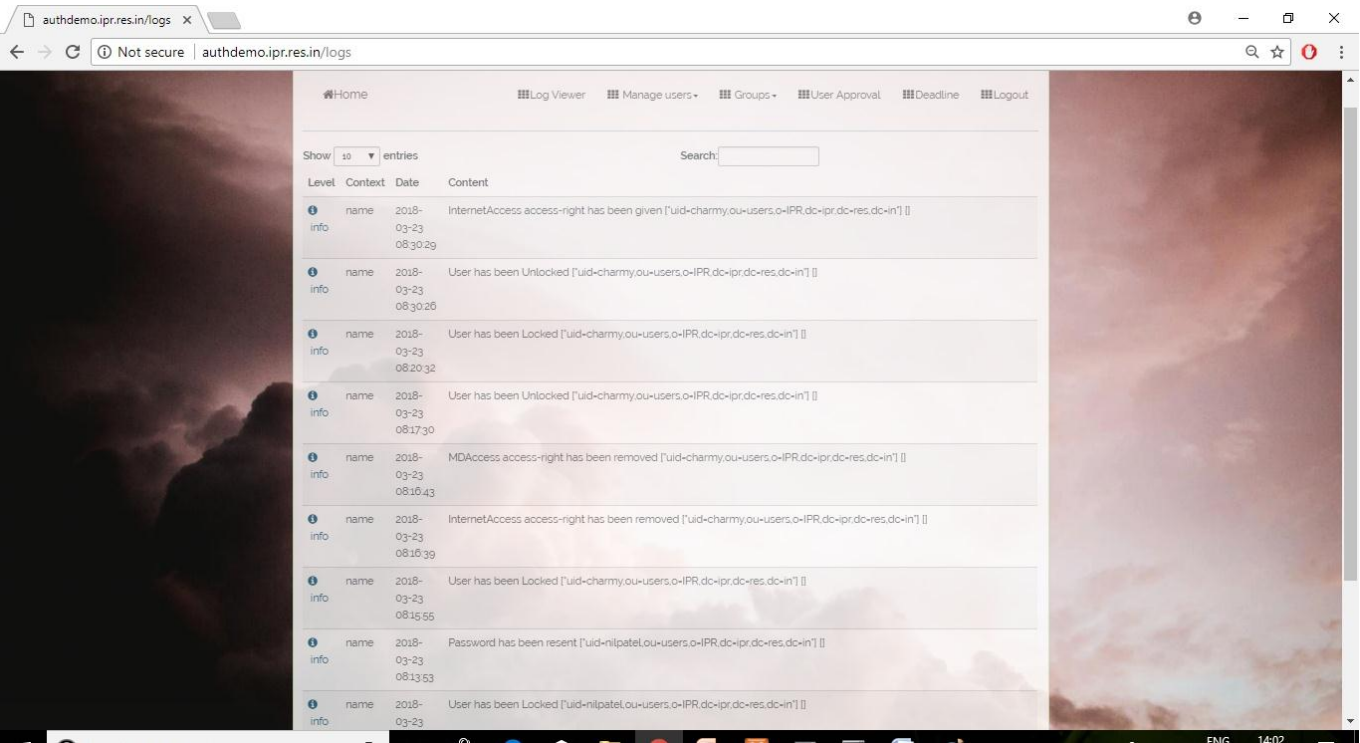 authdemo.ipr.res.in/logs
Not secure authdemo.ipr.res.in/logs
Home Log Viewer Manage users Groups User Approval Deadline Logout
Show 10 entries Search:
Level Context Date Content
info name 2018-03-23 08:30:29 InternetAccess access-right has been given ["uid=charmy,ou=users,o=IPR,dc=ipr,dc=res,dc=in"] []
info name 2018-03-23 08:30:26 User has been Unlocked ["uid=charmy,ou=users,o=IPR,dc=ipr,dc=res,dc=in"] []
info name 2018-03-23 08:20:32 User has been Locked ["uid=charmy,ou=users,o=IPR,dc=ipr,dc=res,dc=in"] []
info name 2018-03-23 08:17:30 User has been Unlocked ["uid=charmy,ou=users,o=IPR,dc=ipr,dc=res,dc=in"] []
info name 2018-03-23 08:16:43 MDAccess access-right has been removed ["uid=charmy,ou=users,o=IPR,dc=ipr,dc=res,dc=in"] []
info name 2018-03-23 08:16:39 InternetAccess access-right has been removed ["uid=charmy,ou=users,o=IPR,dc=ipr,dc=res,dc=in"] []
info name 2018-03-23 08:15:55 User has been Locked ["uid=charmy,ou=users,o=IPR,dc=ipr,dc=res,dc=in"] []
info name 2018-03-23 08:13:53 Password has been resent ["uid=nilpatel,ou=users,o=IPR,dc=ipr,dc=res,dc=in"] []
info name 2018-03-23 User has been Locked ["uid=nilpatel,ou=users,o=IPR,dc=ipr,dc=res,dc=in"] []
ENG 14:02